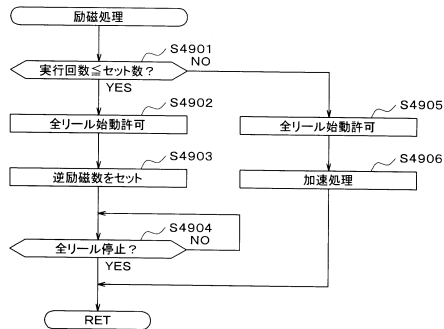 励磁処理
S4901
実行回数≦セット数?
NO
YES
S4902
全リール始動許可
S4903
逆励磁数をセット
S4904
全リール停止?
NO
YES
S4905
全リール始動許可
S4906
加速処理
RET